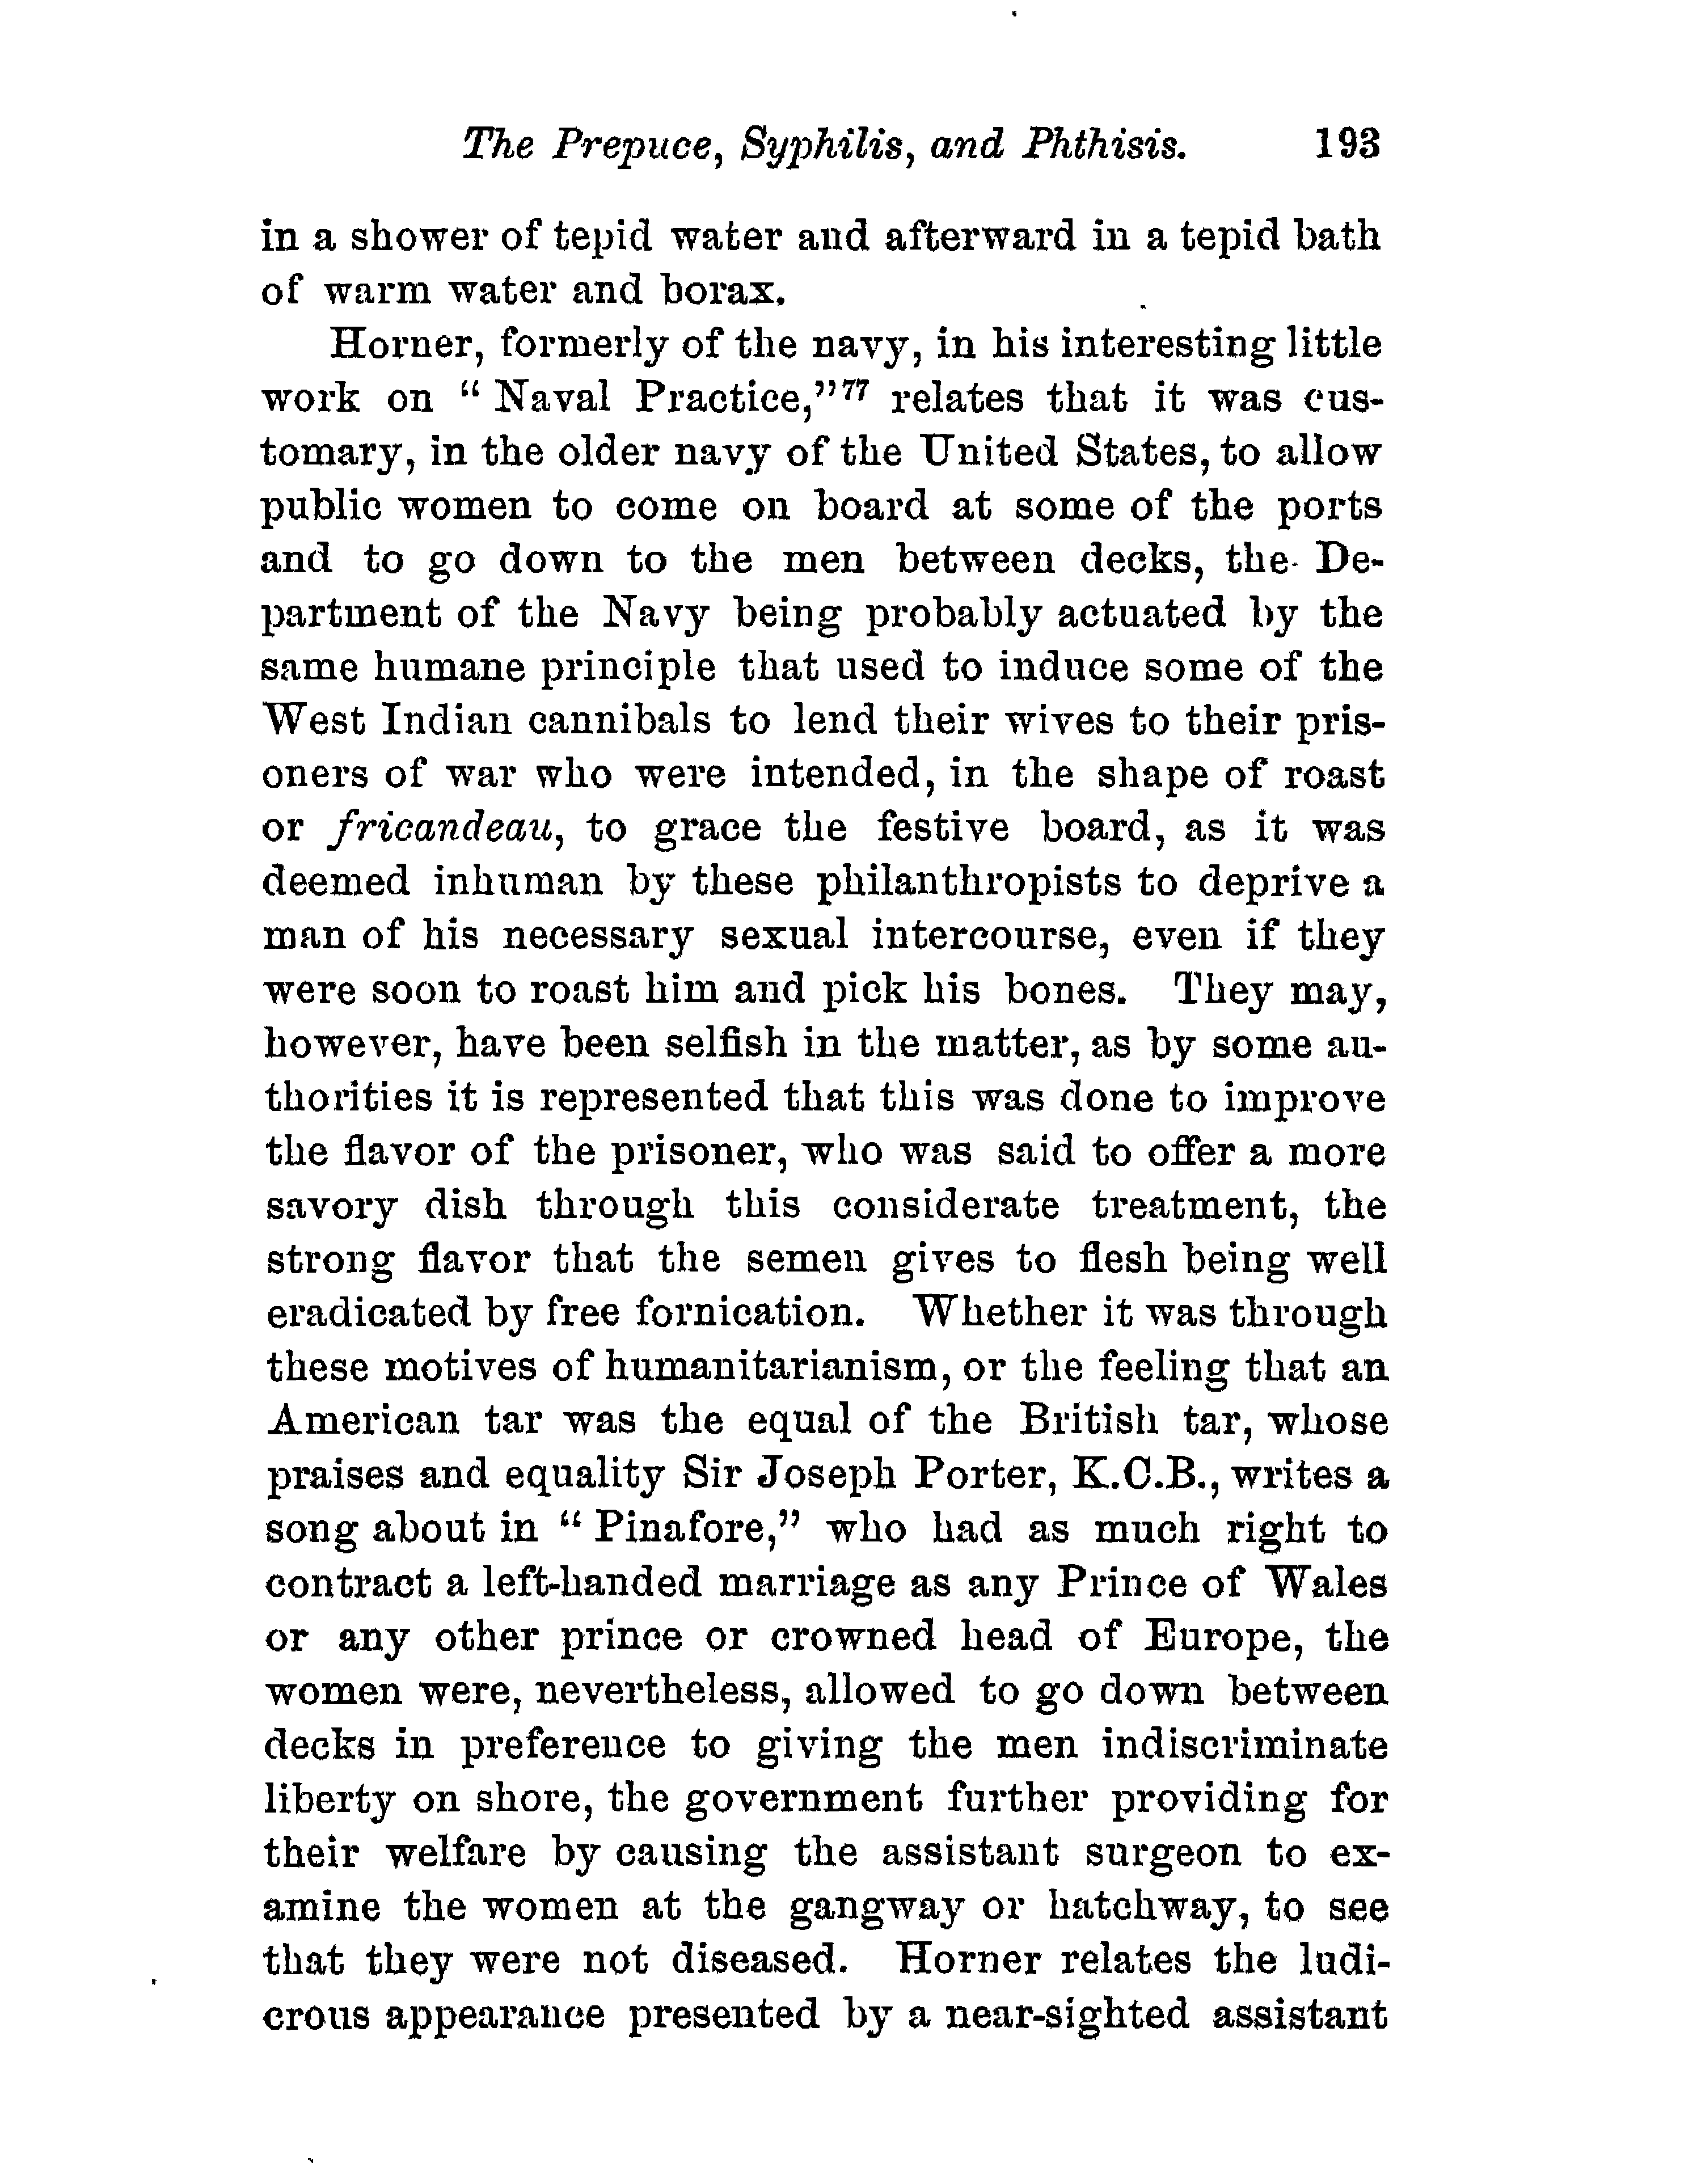 The Prepuce, Syphilis, and Phthisis. 193
in a shower of tepid water and afterward in a tepid bath
of warm water and borax.
Horner, formerly of the navy, in his interesting little
work on “Naval Practice,”77 relates that it was cus-
tomary, in the older navy of the United States, to allow
public women to come on board at some of the ports
and to go down to the men between decks, the De-
partment of the Navy being probably actuated by the
same humane principle that used to induce some of the
West Indian cannibals to lend their wives to their pris-
oners of war who were intended, in the shape of roast
or fricandeau, to grace the festive board, as it was
deemed inhuman by these philanthropists to deprive a
man of his necessary sexual intercourse, even if they
were soon to roast him and pick his bones. They may,
however, have been selfish in the matter, as by some au-
thorities it is represented that this was done to improve
the flavor of the prisoner, who was said to offer a more
savory dish through this considerate treatment, the
strong flavor that the semen gives to flesh being well
eradicated by free fornication. Whether it was through
these motives of humanitarianism, or the feeling that an
American tar was the equal of the British tar, whose
praises and equality Sir Joseph Porter, K.C.B., writes a
song about in “Pinafore,” who had as much right to
contract a left-handed marriage as any Prince of Wales
or any other prince or crowned head of Europe, the
women were, nevertheless, allowed to go down between
decks in preference to giving the men indiscriminate
liberty on shore, the government further providing for
their welfare by causing the assistant surgeon to ex-
amine the women at the gangway or hatchway, to see
that they were not diseased. Horner relates the ludi-
crous appearance presented by a near-sighted assistant